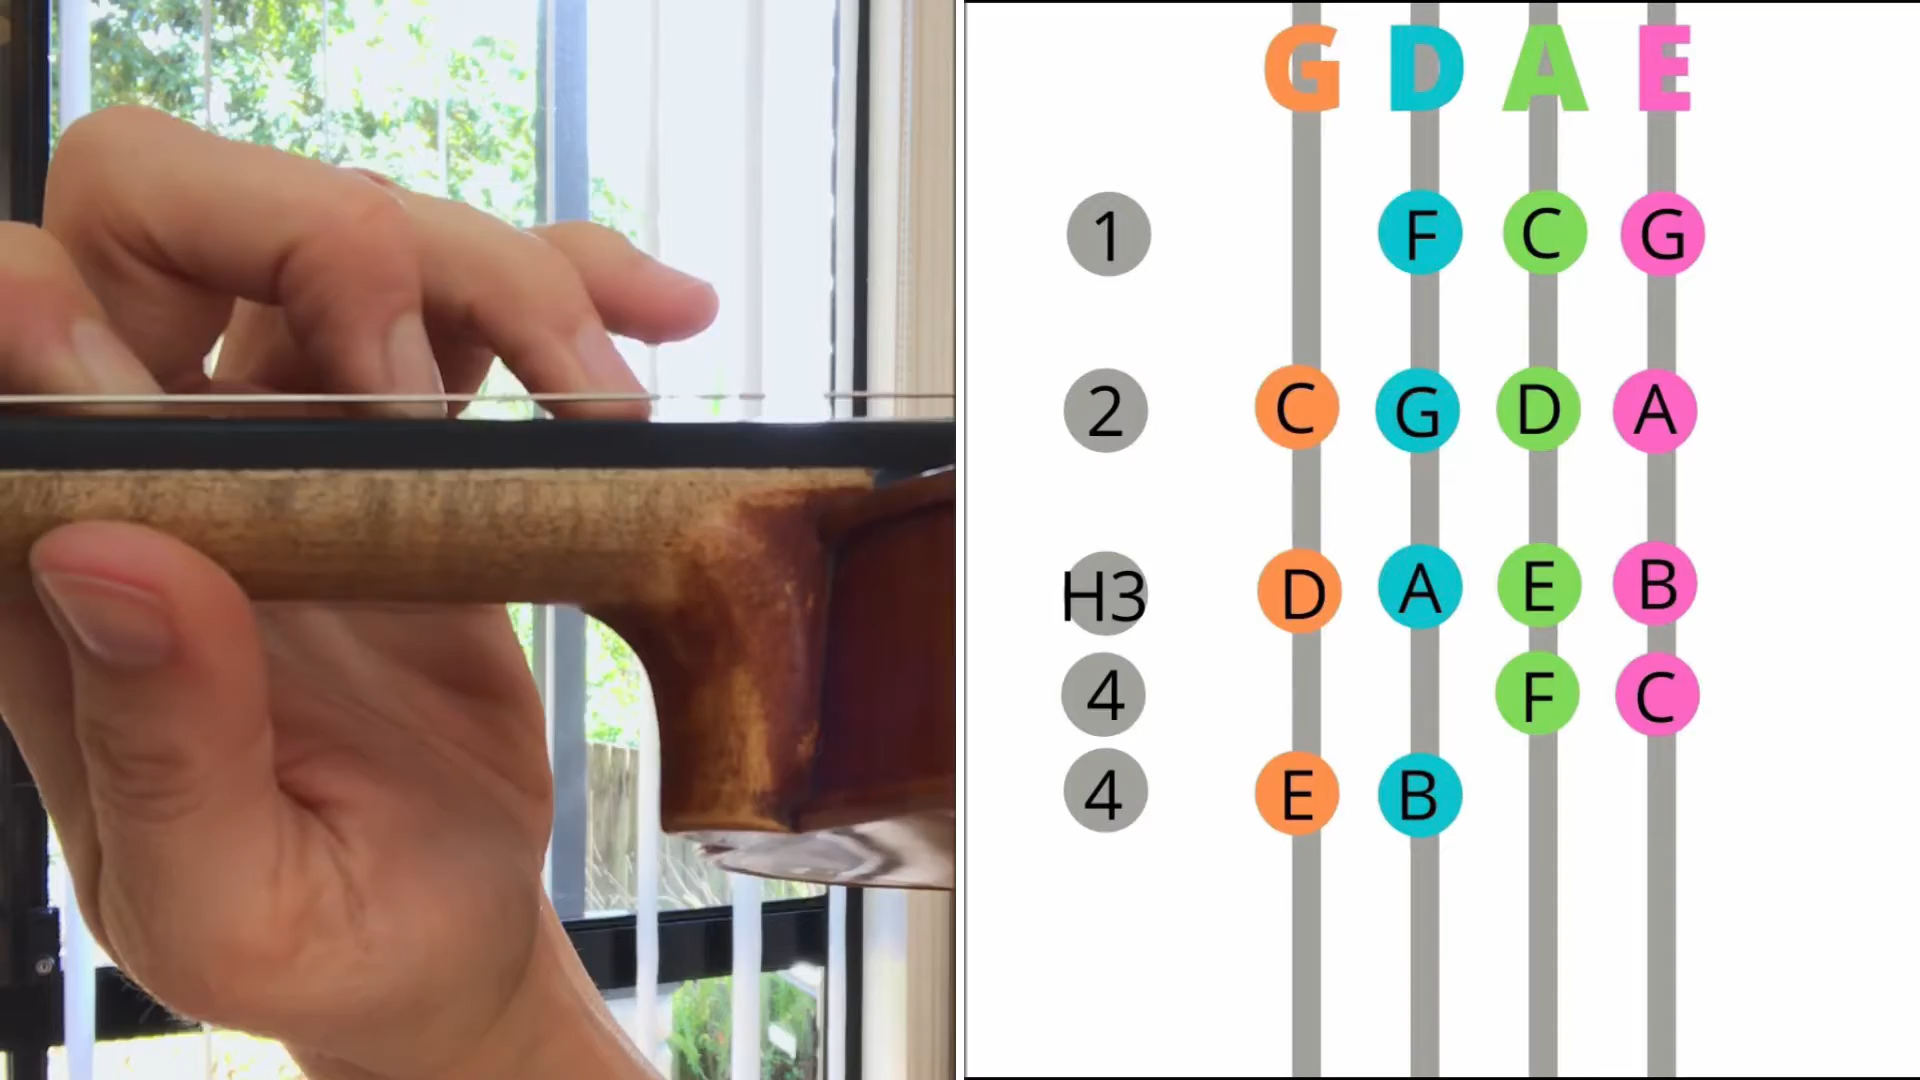 G D A E
1 F C G
2 C G D A
H3 D A E B
4 F C
4 E B